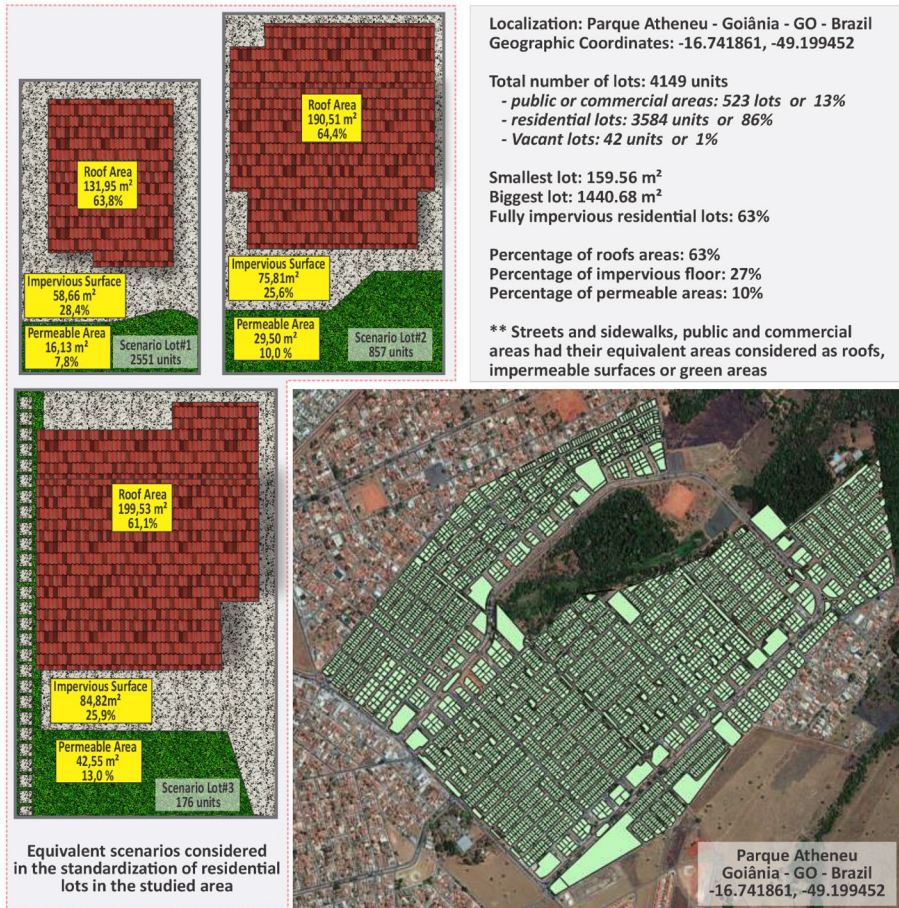 Roof Area
131,95 m²
63,8%
Impervious Surface
58,66 m²
28,4%
Permeable Area
16,13 m²
7,8%
Scenario Lot#1
2551 units
Roof Area
190,51 m²
64,4%
Impervious Surface
75,81m²
25,6%
Permeable Area
29,50 m²
10,0 %
Scenario Lot#2
857 units
Localization: Parque Atheneu - Goiânia - GO - Brazil
Geographic Coordinates: -16.741861, -49.199452
Total number of lots: 4149 units
- public or commercial areas: 523 lots or 13%
- residential lots: 3584 units or 86%
- Vacant lots: 42 units or 1%
Smallest lot: 159.56 m²
Biggest lot: 1440.68 m²
Fully impervious residential lots: 63%
Percentage of roofs areas: 63%
Percentage of impervious floor: 27%
Percentage of permeable areas: 10%
** Streets and sidewalks, public and commercial
areas had their equivalent areas considered as roofs,
impermeable surfaces or green areas
Roof Area
199,53 m²
61,1%
Impervious Surface
84,82m²
25,9%
Permeable Area
42,55 m²
13,0 %
Scenario Lot#3
176 units
Equivalent scenarios considered
in the standardization of residential
lots in the studied area
Parque Atheneu
Goiânia - GO - Brazil
-16.741861, -49.199452